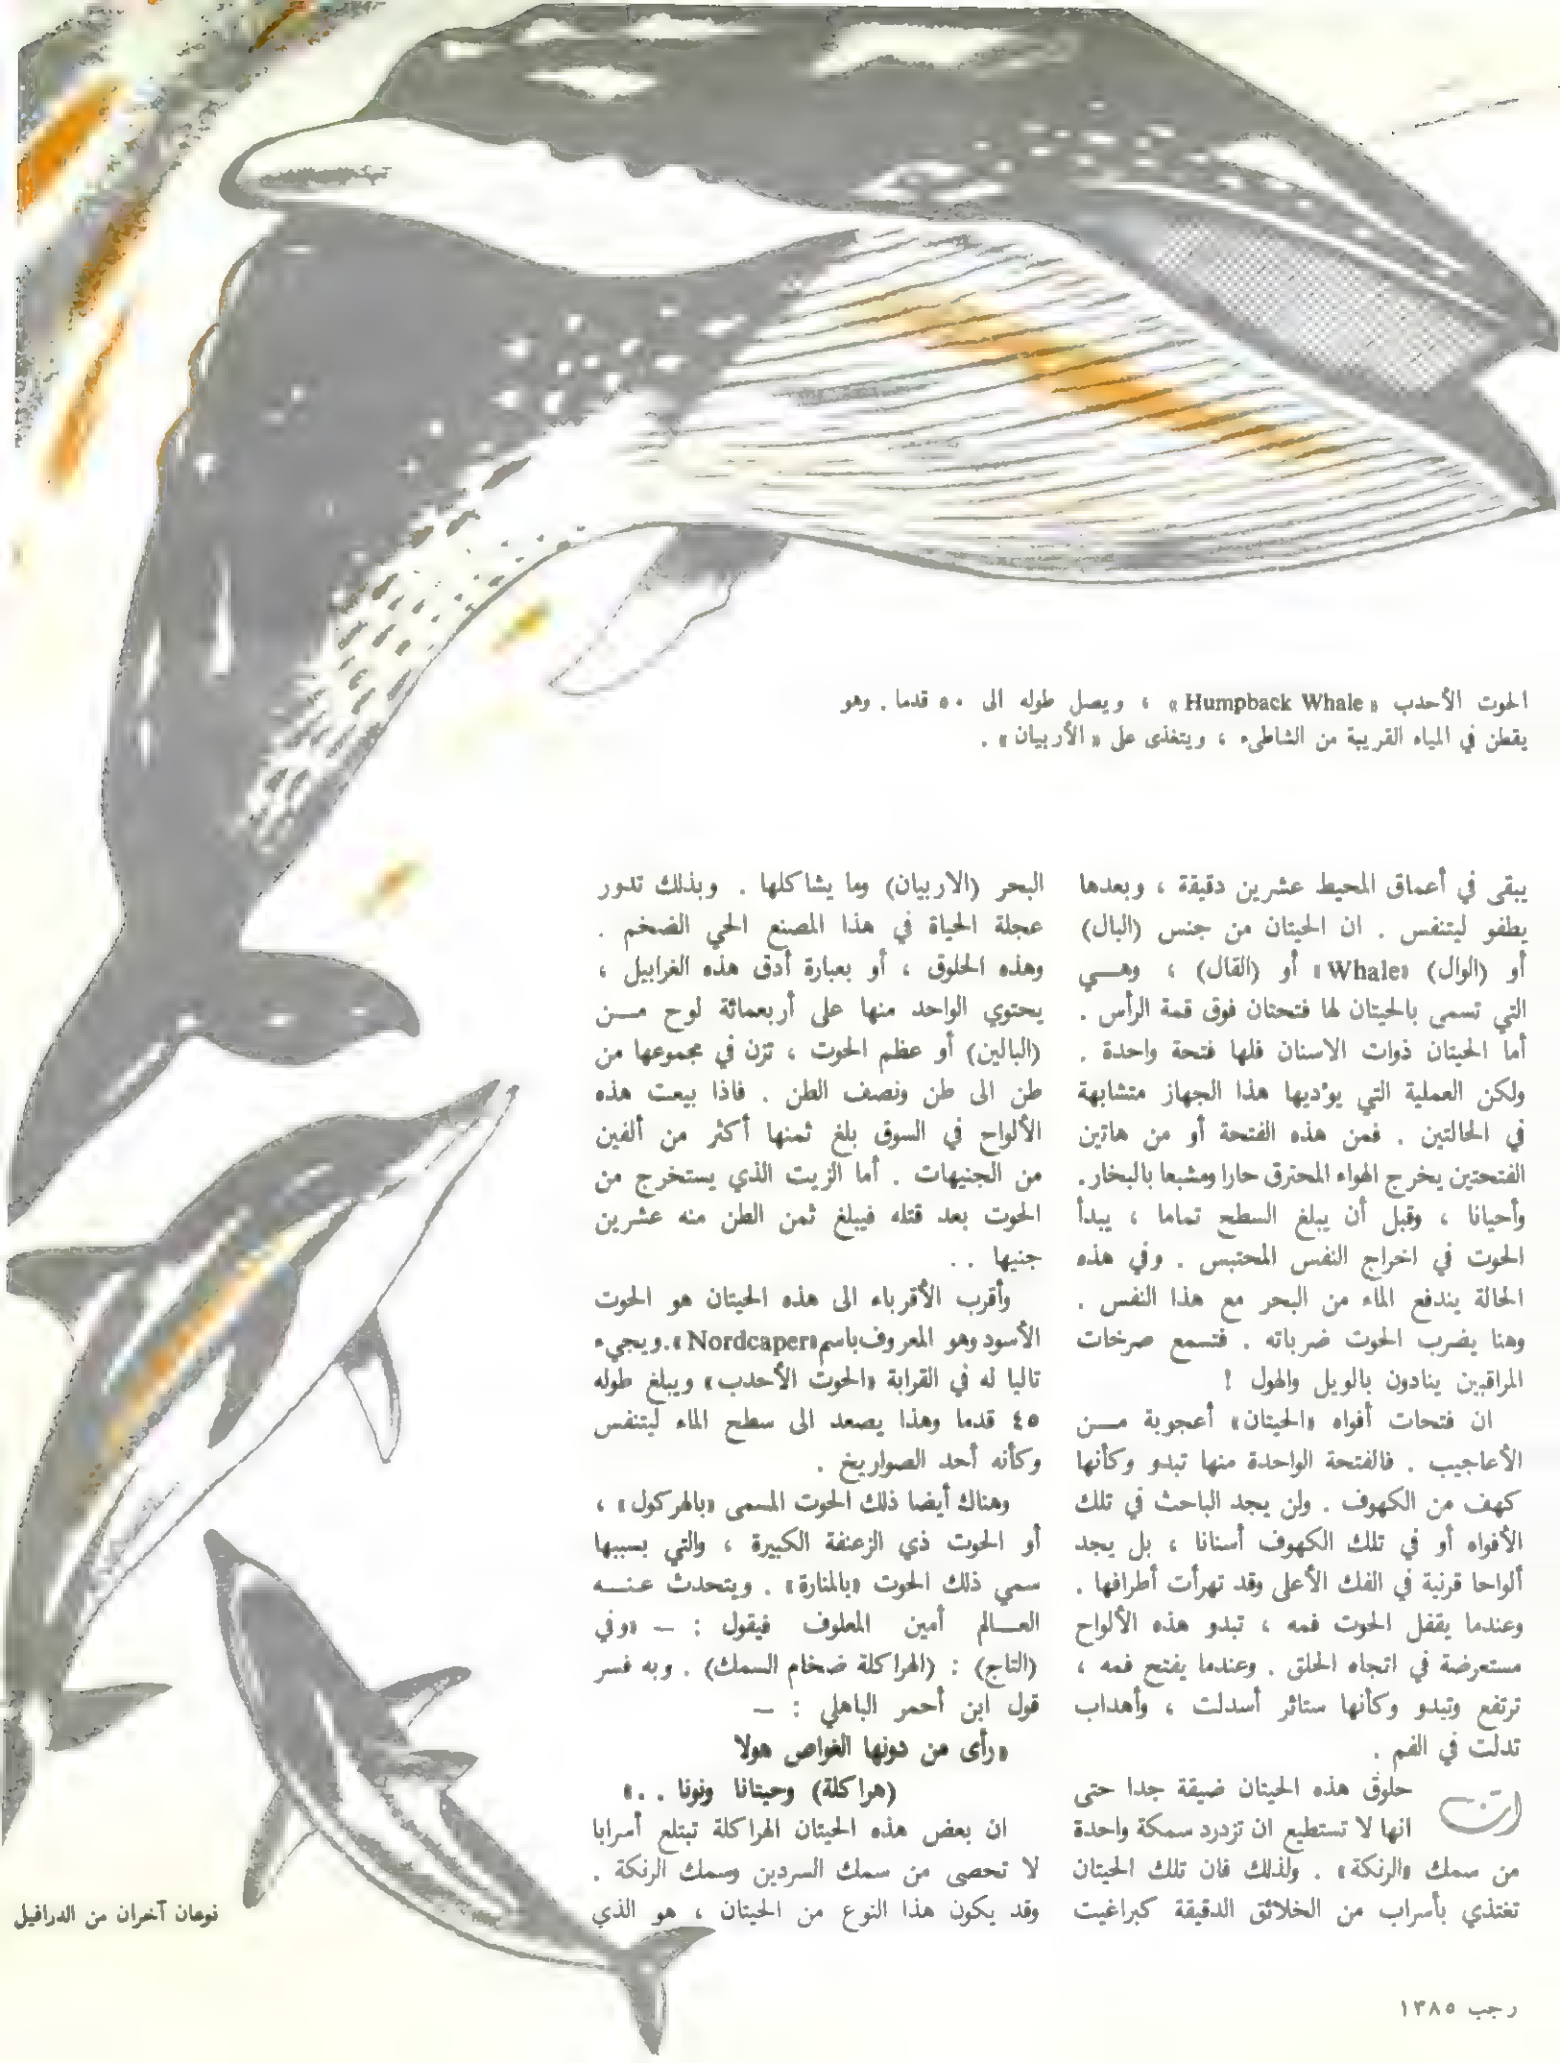 الحوت الأحدب «Humpback Whale» ، ويصل طوله الى ٥٠ قدما . وهو
يقطن في المياه القريبة من الشاطىء ، ويتغذى على « الأربيان » .
يبقى في أعماق المحيط عشرين دقيقة ، وبعدها
يطفو ليتنفس . ان الحيتان من جنس (البال)
أو (الوال) «Whale» أو (القال) ، وهـــي
التي تسمى بالحيتان لها فتحتان فوق قمة الرأس .
أما الحيتان ذوات الاسنان فلها فتحة واحدة .
ولكن العملية التي يؤديها هذا الجهاز متشابهة
في الحالتين . فمن هذه الفتحة أو من هاتين
الفتحتين يخرج الهواء المحترق حارا ومشبعا بالبخار .
وأحيانا ، وقبل أن يبلغ السطح تماما ، يبدأ
الحوت في اخراج النفس المحتبس . وفي هذه
الحالة يندفع الماء من البحر مع هذا النفس .
وهنا يضرب الحوت ضرباته . فتسمع صرخات
المراقبين ينادون بالويل والهول !
ان فتحات أفواه «الحيتان» أعجوبة مـــن
الأعاجيب . فالفتحة الواحدة منها تبدو وكأنها
كهف من الكهوف . ولن يجد الباحث في تلك
الأفواه أو في تلك الكهوف أسنانا ، بل يجد
ألواحا قرنية في الفك الأعلى وقد تهرأت أطرافها .
وعندما يقفل الحوت فمه ، تبدو هذه الألواح
مستعرضة في اتجاه الحلق . وعندما يفتح فمه ،
ترتفع وتبدو وكأنها ستائر أسدلت ، وأهداب
تدلت في الفم .
ان حلوق هذه الحيتان ضيقة جدا حتى
انها لا تستطيع ان تزدرد سمكة واحدة
من سمك «الرنكة» . ولذلك فان تلك الحيتان
تغتذي بأسراب من الخلائق الدقيقة كبراغيت
البحر (الاربيان) وما يشاكلها . وبذلك تدور
عجلة الحياة في هذا المصنع الحي الضخم .
وهذه الحلوق ، أو بعبارة أدق هذه الغرابيل ،
يحتوي الواحد منها على أربعمائة لوح مـــن
(البالين) أو عظم الحوت ، تزن في مجموعها من
طن الى طن ونصف الطن . فاذا بيعت هذه
الألواح في السوق بلغ ثمنها أكثر من ألفين
من الجنيهات . أما الزيت الذي يستخرج من
الحوت بعد قتله فيبلغ ثمن الطن منه عشرين
جنيها . .
وأقرب الأقرباء الى هذه الحيتان هو الحوت
الأسود وهو المعروف باسم «Nordcaper» . ويجيء
تاليا له في القرابة «الحوت الأحدب» ويبلغ طوله
٤٥ قدما وهذا يصعد الى سطح الماء ليتنفس
وكأنه أحد الصواريخ .
وهناك أيضا ذلك الحوت المسمى «بالهركول» ،
أو الحوت ذي الزعنفة الكبيرة ، والتي بسببها
سمي ذلك الحوت «بالمنارة» . ويتحدث عنـــه
العـــالم أمين المعلوف فيقول : – «وفي
(التاج) : (الهراكلة ضخام السمك) . وبه فسر
قول ابن أحمر الباهلي : –
«رأى من دونها الغواص هولا
(هراكلة) وحيتانا ونونا . .»
ان بعض هذه الحيتان الهراكلة تبتلع أسرابا
لا تحصى من سمك السردين وسمك الرنكة .
وقد يكون هذا النوع من الحيتان ، هو الذي
نوعان آخران من الدرافيل
رجب ١٣٨٥